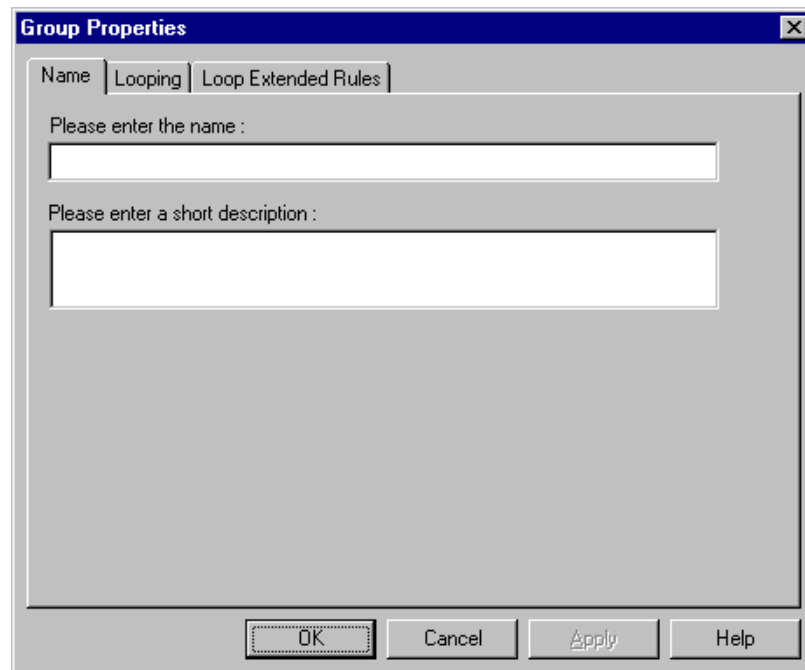 Group Properties
Name Looping Loop Extended Rules
Please enter the name :
Please enter a short description :
OK Cancel Apply Help